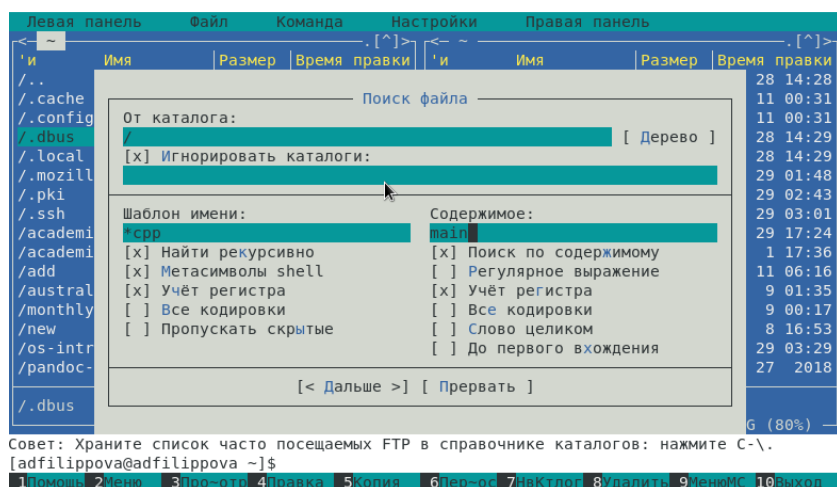 Левая панель Файл Команда Настройки Правая панель
<─ ~ .[^]> <─ ~ .[^]>
'и Имя Размер Время правки 'и Имя Размер Время правки
/.. 28 14:28
/.cache Поиск файла 11 00:31
/.config От каталога: 11 00:31
/.dbus / [ Дерево ] 28 14:29
/.local [x] Игнорировать каталоги: 28 14:29
/.mozill 29 01:48
/.pki 29 02:43
/.ssh Шаблон имени: Содержимое: 29 03:01
/academi *cpp main 29 17:24
/academi [x] Найти рекурсивно [x] Поиск по содержимому 1 17:36
/add [x] Метасимволы shell [ ] Регулярное выражение 11 06:16
/austral [x] Учёт регистра [x] Учёт регистра 9 01:35
/monthly [ ] Все кодировки [ ] Все кодировки 9 00:17
/new [ ] Пропускать скрытые [ ] Слово целиком 8 16:53
/os-intr [ ] До первого вхождения 29 03:29
/pandoc- 27 2018
[< Дальше >] [ Прервать ]
/.dbus
G (80%)
Совет: Храните список часто посещаемых FTP в справочнике каталогов: нажмите C-\.
[adfilippova@adfilippova ~]$
1Помощь 2Меню 3Про~отр 4Правка 5Копия 6Пер~ос 7НвКтлог 8Удалить 9МенюMC 10Выход